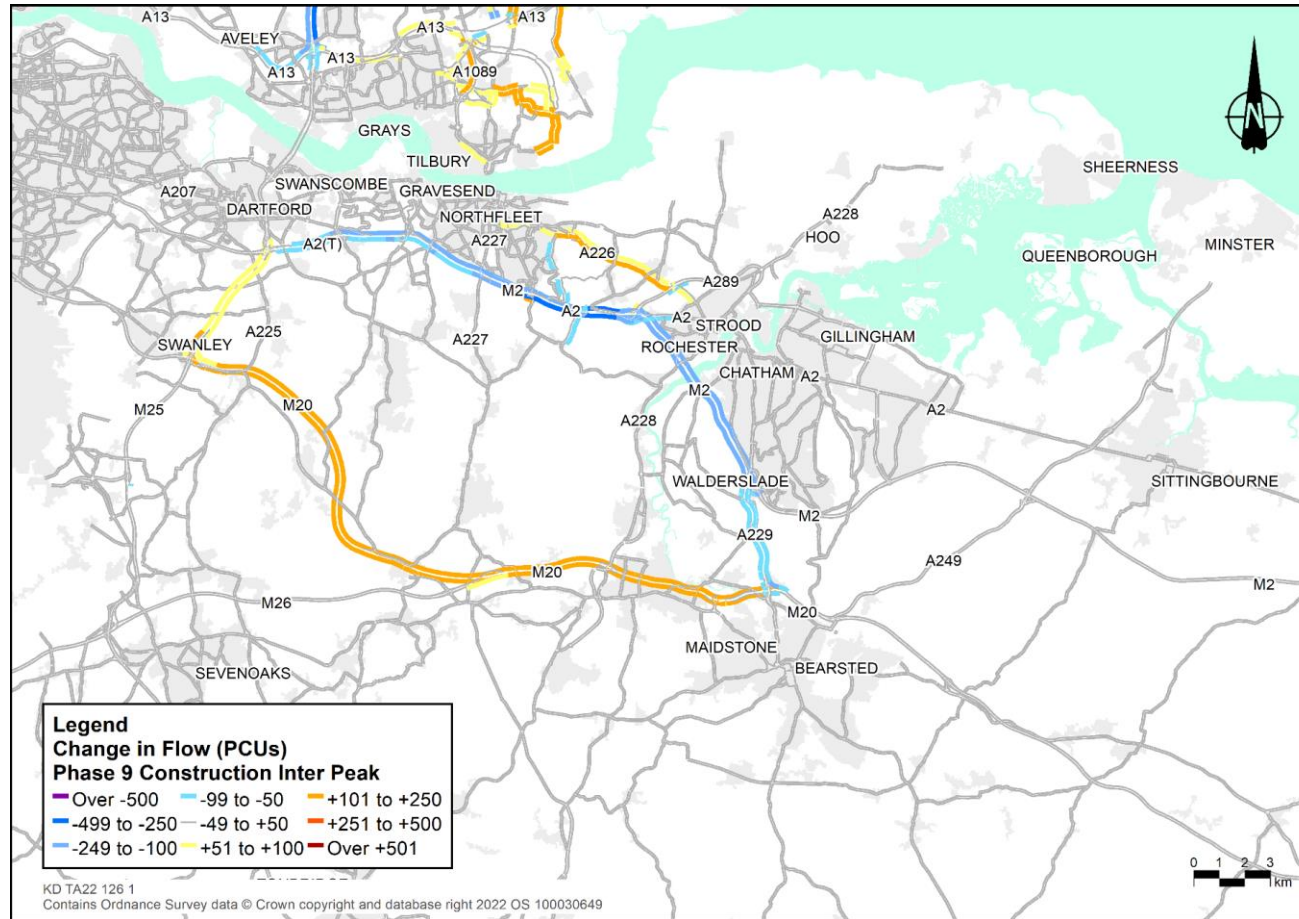 A13
A13
AVELEY
A13
A13
A1089
GRAYS
TILBURY
N
SHEERNESS
A207
SWANSCOMBE
GRAVESEND
DARTFORD
NORTHFLEET
A228
HOO
MINSTER
A2(T)
A227
A226
QUEENBOROUGH
M2
A289
A2
A2
STROOD
A225
A227
ROCHESTER
GILLINGHAM
SWANLEY
CHATHAM
A2
M2
M20
A2
M25
A228
WALDERSLADE
SITTINGBOURNE
M2
A229
A249
M20
M2
M26
M20
MAIDSTONE
BEARSTED
SEVENOAKS
Legend
Change in Flow (PCUs)
Phase 9 Construction Inter Peak
Over -500 -99 to -50 +101 to +250
-499 to -250 -49 to +50 +251 to +500
-249 to -100 +51 to +100 Over +501
0 1 2 3
km
KD TA22 126 1
Contains Ordnance Survey data © Crown copyright and database right 2022 OS 100030649